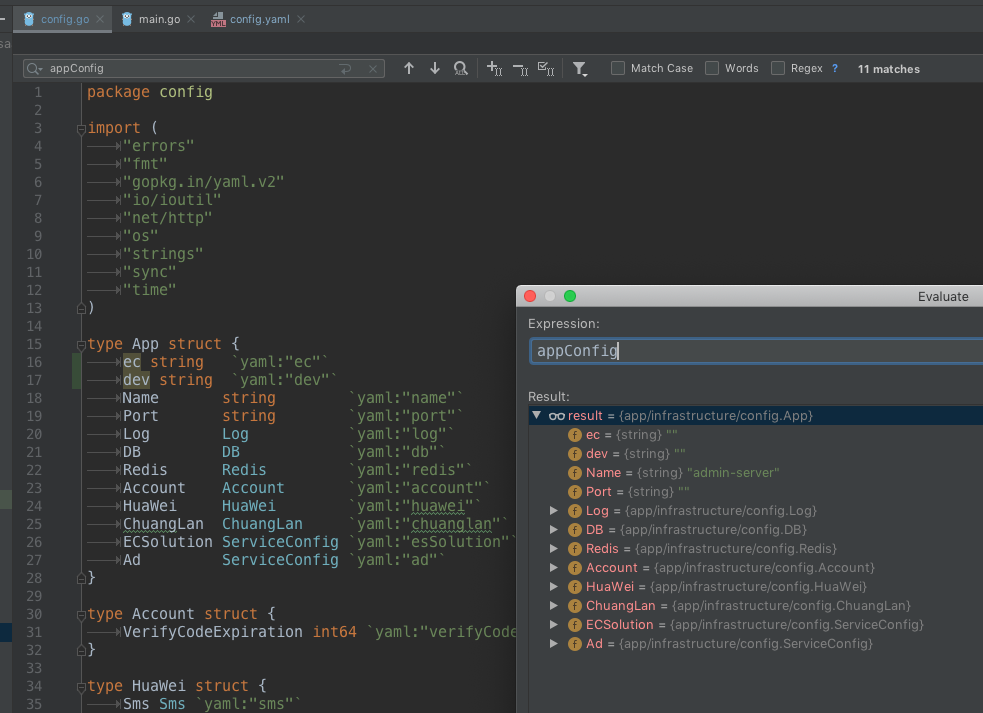 config.go
main.go
config.yaml
sa
appConfig
Match Case
Words
Regex ?
11 matches
1 package config
2
3 import (
4 "errors"
5 "fmt"
6 "gopkg.in/yaml.v2"
7 "io/ioutil"
8 "net/http"
9 "os"
10 "strings"
11 "sync"
12 "time"
13 )
14
15 type App struct {
16 ec string `yaml:"ec"`
17 dev string `yaml:"dev"`
18 Name string `yaml:"name"`
19 Port string `yaml:"port"`
20 Log Log `yaml:"log"`
21 DB DB `yaml:"db"`
22 Redis Redis `yaml:"redis"`
23 Account Account `yaml:"account"`
24 HuaWei HuaWei `yaml:"huawei"`
25 ChuangLan ChuangLan `yaml:"chuanglan"`
26 ECSolution ServiceConfig `yaml:"esSolution"`
27 Ad ServiceConfig `yaml:"ad"`
28 }
29
30 type Account struct {
31 VerifyCodeExpiration int64 `yaml:"verifyCode
32 }
33
34 type HuaWei struct {
35 Sms Sms `yaml:"sms"`
Evaluate
Expression:
appConfig
Result:
result = {app/infrastructure/config.App}
f ec = {string} ""
f dev = {string} ""
f Name = {string} "admin-server"
f Port = {string} ""
f Log = {app/infrastructure/config.Log}
f DB = {app/infrastructure/config.DB}
f Redis = {app/infrastructure/config.Redis}
f Account = {app/infrastructure/config.Account}
f HuaWei = {app/infrastructure/config.HuaWei}
f ChuangLan = {app/infrastructure/config.ChuangLan}
f ECSolution = {app/infrastructure/config.ServiceConfig}
f Ad = {app/infrastructure/config.ServiceConfig}